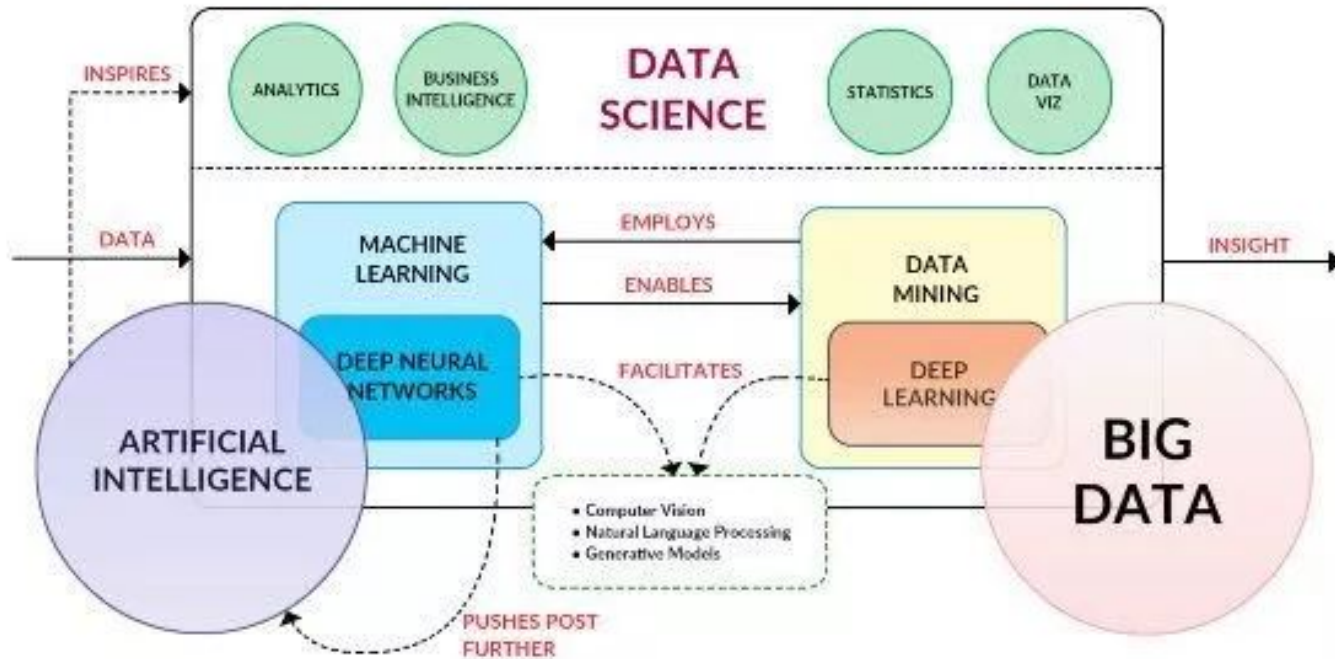 INSPIRES
ANALYTICS
BUSINESS
INTELLIGENCE
DATA
SCIENCE
STATISTICS
DATA
VIZ
DATA
MACHINE
LEARNING
EMPLOYS
ENABLES
DATA
MINING
INSIGHT
DEEP NEURAL
NETWORKS
FACILITATES
DEEP
LEARNING
ARTIFICIAL
INTELLIGENCE
BIG
DATA
• Computer Vision
• Natural Language Processing
• Generative Models
PUSHES POST
FURTHER